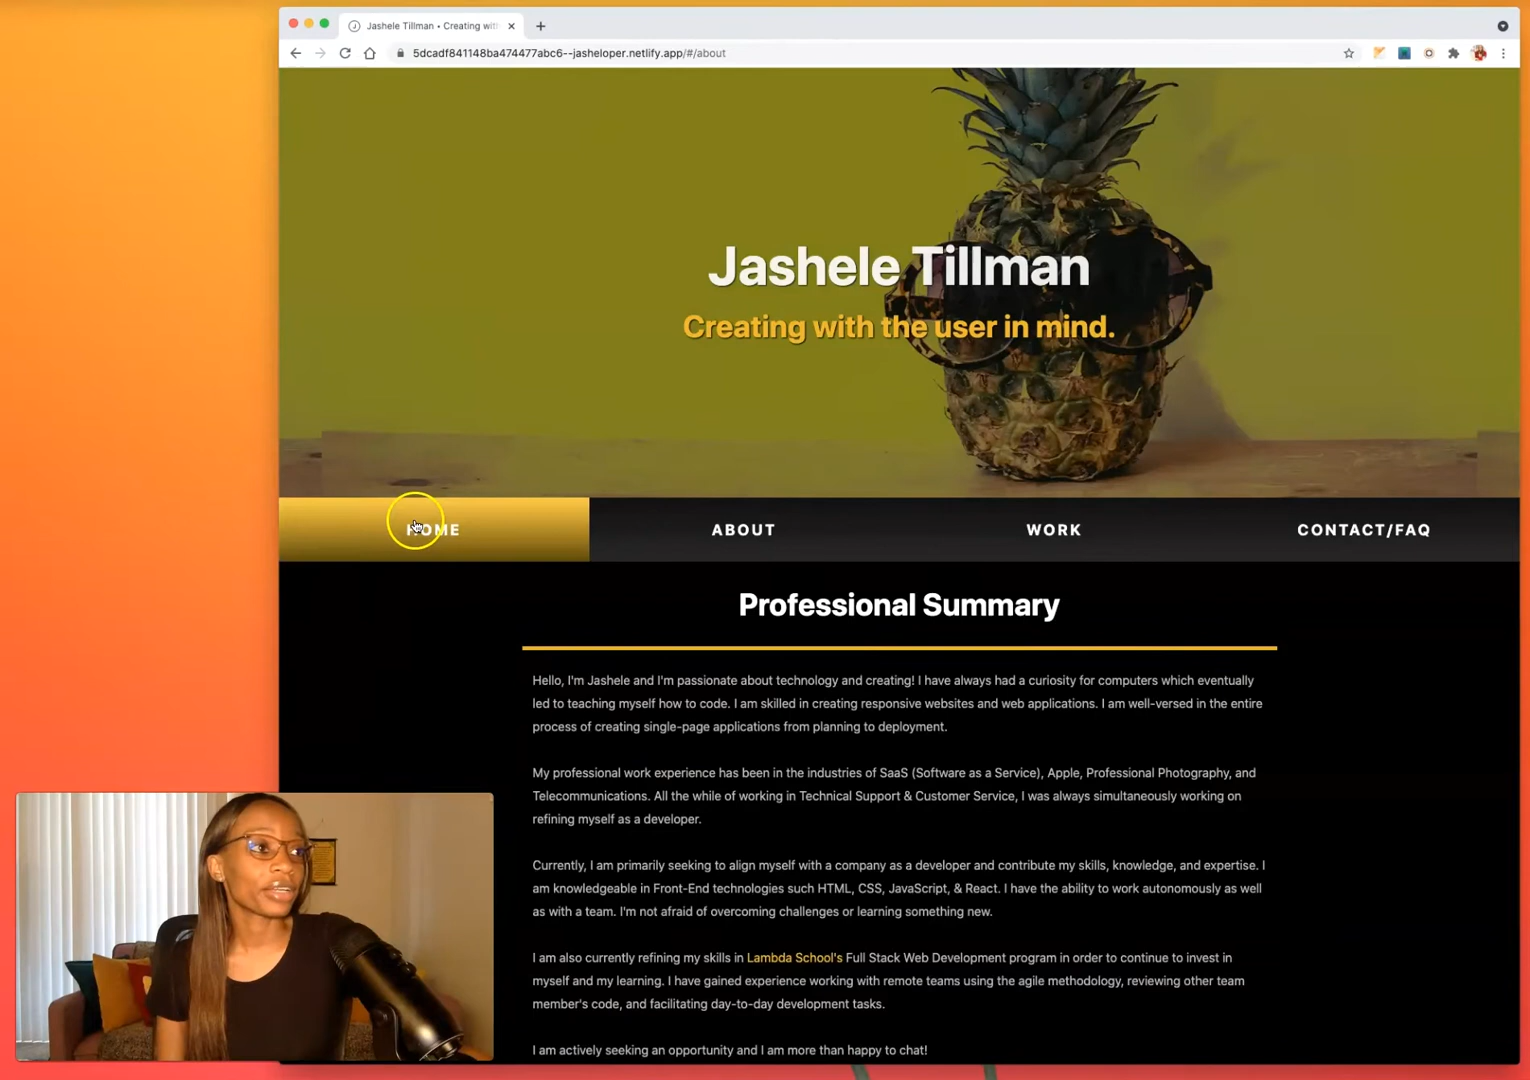 Jashele Tillman • Creating with
5dcadf841148ba474477abc6--jasheloper.netlify.app/#/about
Jashele Tillman
Creating with the user in mind.
HOME
ABOUT
WORK
CONTACT/FAQ
Professional Summary
Hello, I'm Jashele and I'm passionate about technology and creating! I have always had a curiosity for computers which eventually
led to teaching myself how to code. I am skilled in creating responsive websites and web applications. I am well-versed in the entire
process of creating single-page applications from planning to deployment.
My professional work experience has been in the industries of SaaS (Software as a Service), Apple, Professional Photography, and
Telecommunications. All the while of working in Technical Support & Customer Service, I was always simultaneously working on
refining myself as a developer.
Currently, I am primarily seeking to align myself with a company as a developer and contribute my skills, knowledge, and expertise. I
am knowledgeable in Front-End technologies such HTML, CSS, JavaScript, & React. I have the ability to work autonomously as well
as with a team. I'm not afraid of overcoming challenges or learning something new.
I am also currently refining my skills in Lambda School's Full Stack Web Development program in order to continue to invest in
myself and my learning. I have gained experience working with remote teams using the agile methodology, reviewing other team
member's code, and facilitating day-to-day development tasks.
I am actively seeking an opportunity and I am more than happy to chat!